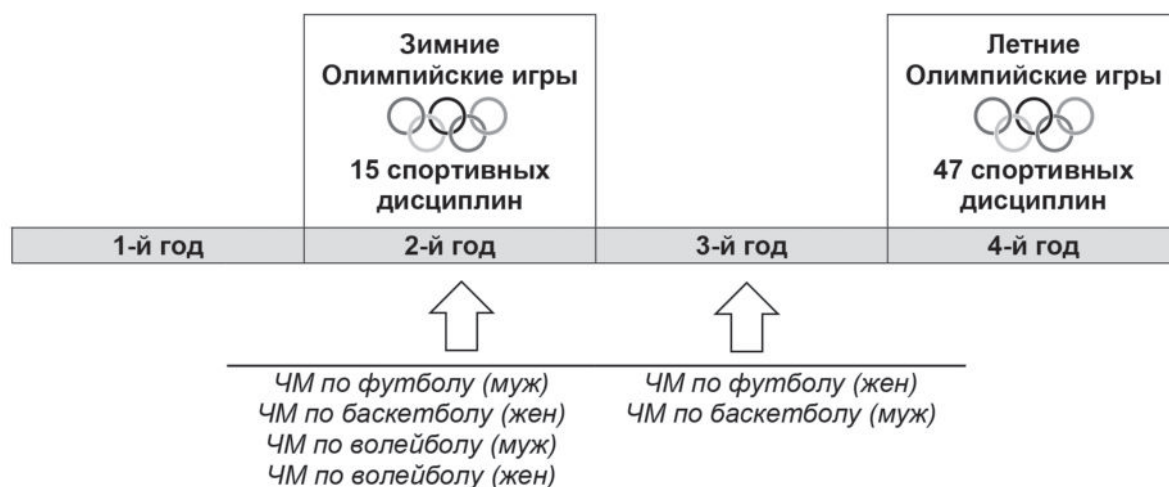 Зимние
Олимпийские игры
15 спортивных
дисциплин
Летние
Олимпийские игры
47 спортивных
дисциплин
1-й год
2-й год
3-й год
4-й год
ЧМ по футболу (муж)
ЧМ по баскетболу (жен)
ЧМ по волейболу (муж)
ЧМ по волейболу (жен)
ЧМ по футболу (жен)
ЧМ по баскетболу (муж)